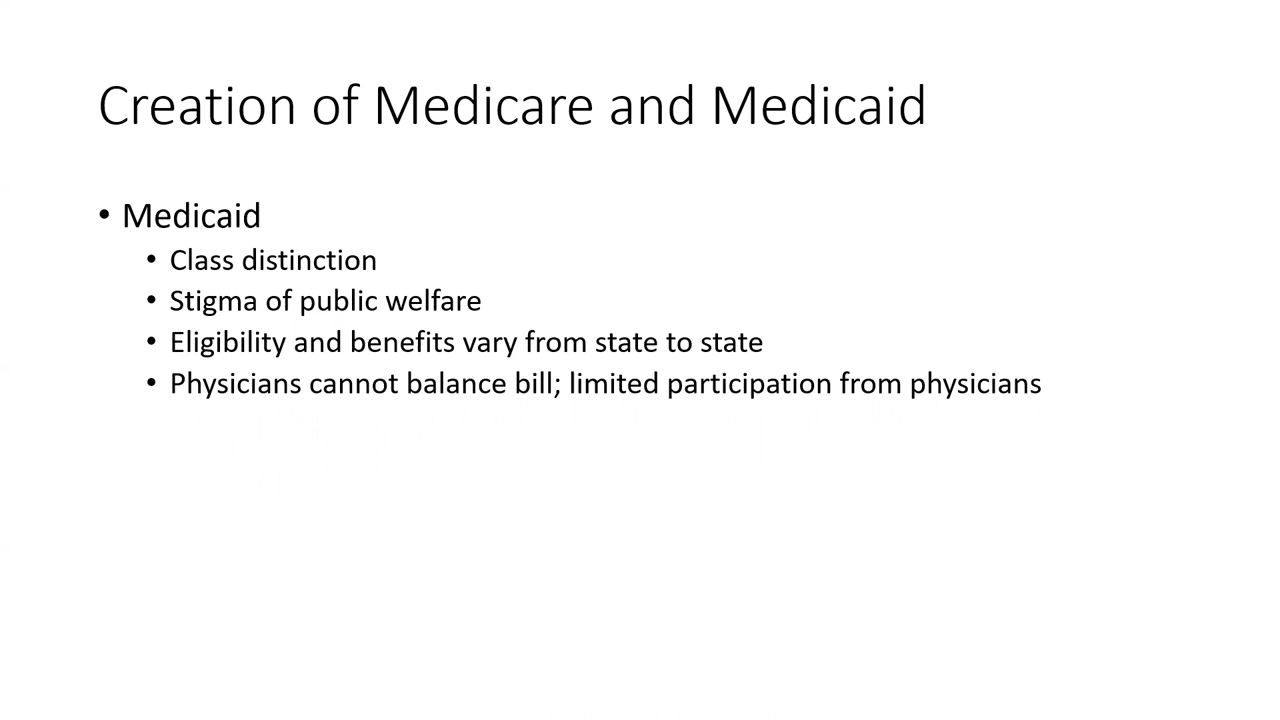 Creation of Medicare and Medicaid
• Medicaid
• Class distinction
• Stigma of public welfare
• Eligibility and benefits vary from state to state
• Physicians cannot balance bill; limited participation from physicians